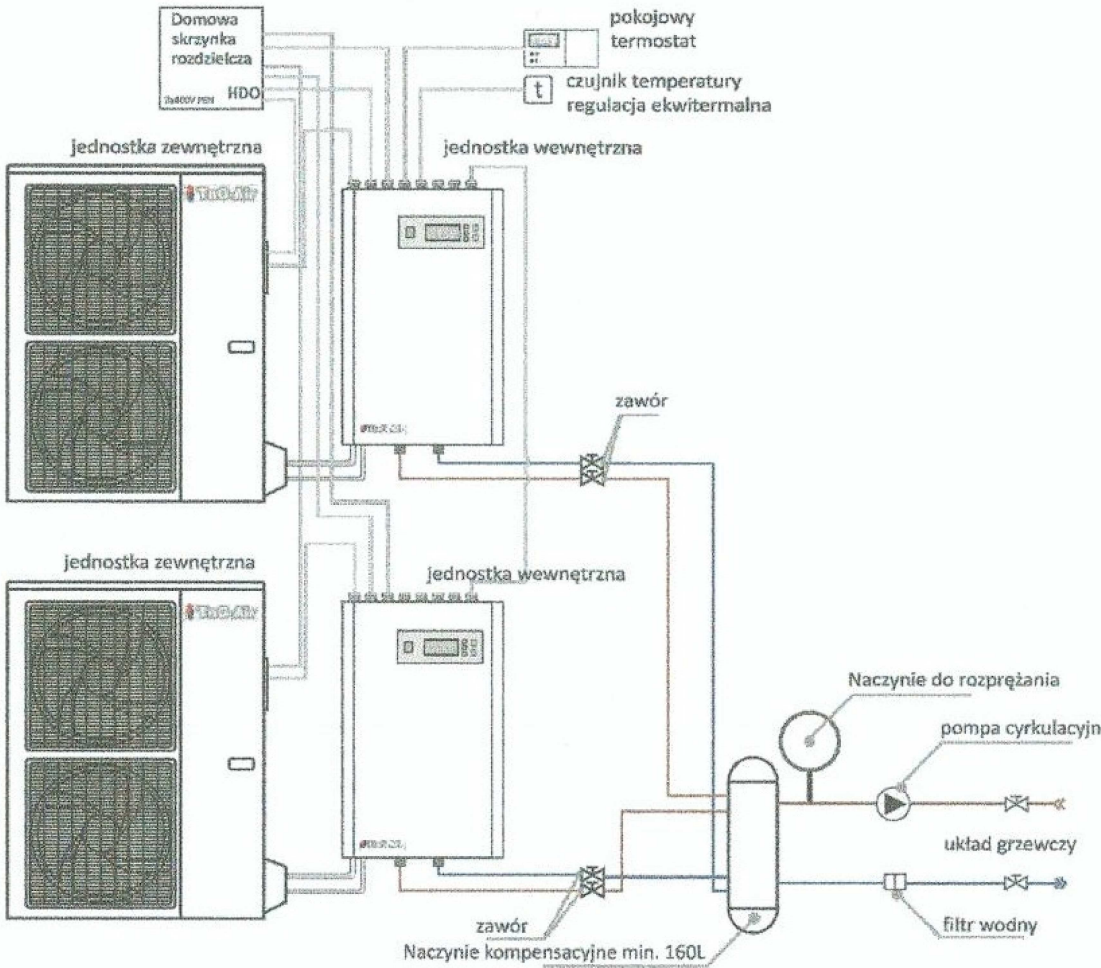 Domowa
skrzynka
rozdzielcza
HDO
pokojowy
termostat
t
czujnik temperatury
regulacja ekwitermalna
jednostka zewnętrzna
jednostka wewnętrzna
zawór
jednostka zewnętrzna
jednostka wewnętrzna
Naczynie do rozprężania
pompa cyrkulacyjn
układ grzewczy
filtr wodny
zawór
Naczynie kompensacyjne min. 160L